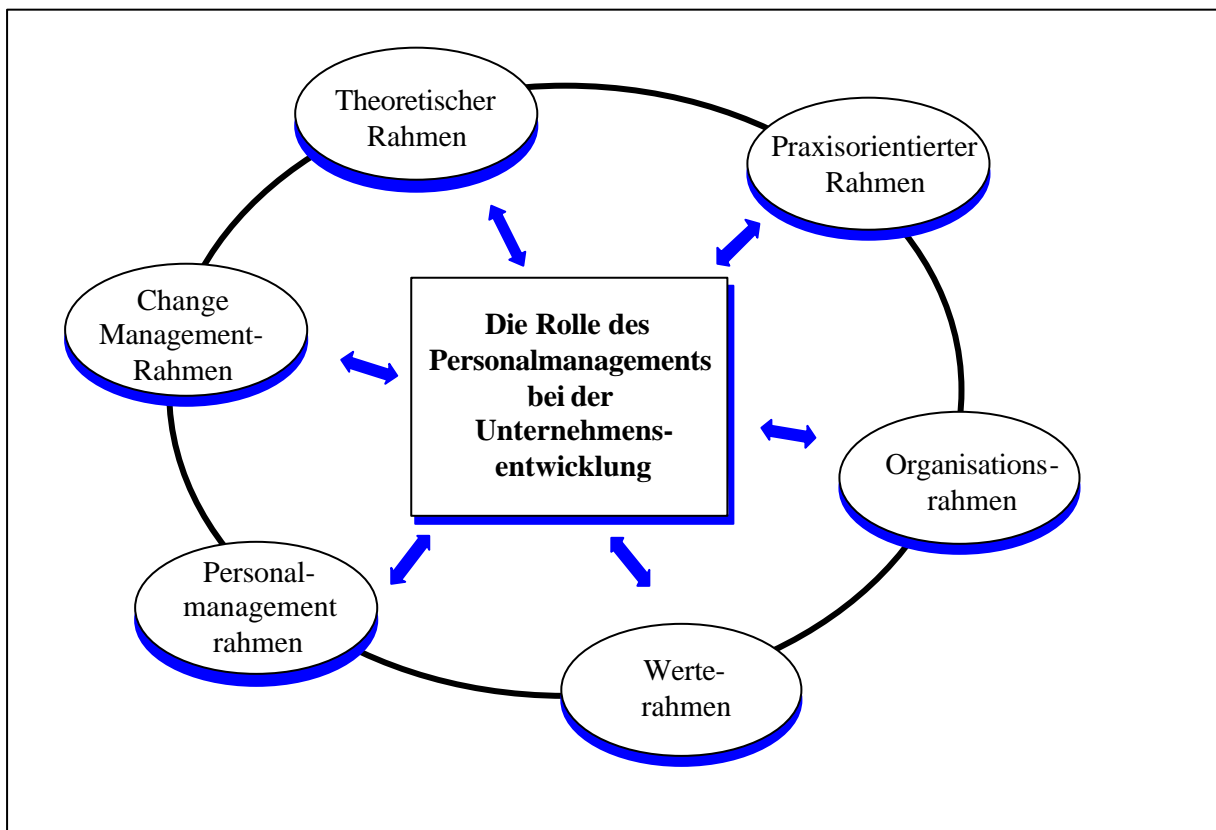 Theoretischer
Rahmen
Praxisorientierter
Rahmen
Change
Management-
Rahmen
Die Rolle des
Personalmanagements
bei der
Unternehmens-
entwicklung
Organisations-
rahmen
Personal-
management
rahmen
Werte-
rahmen